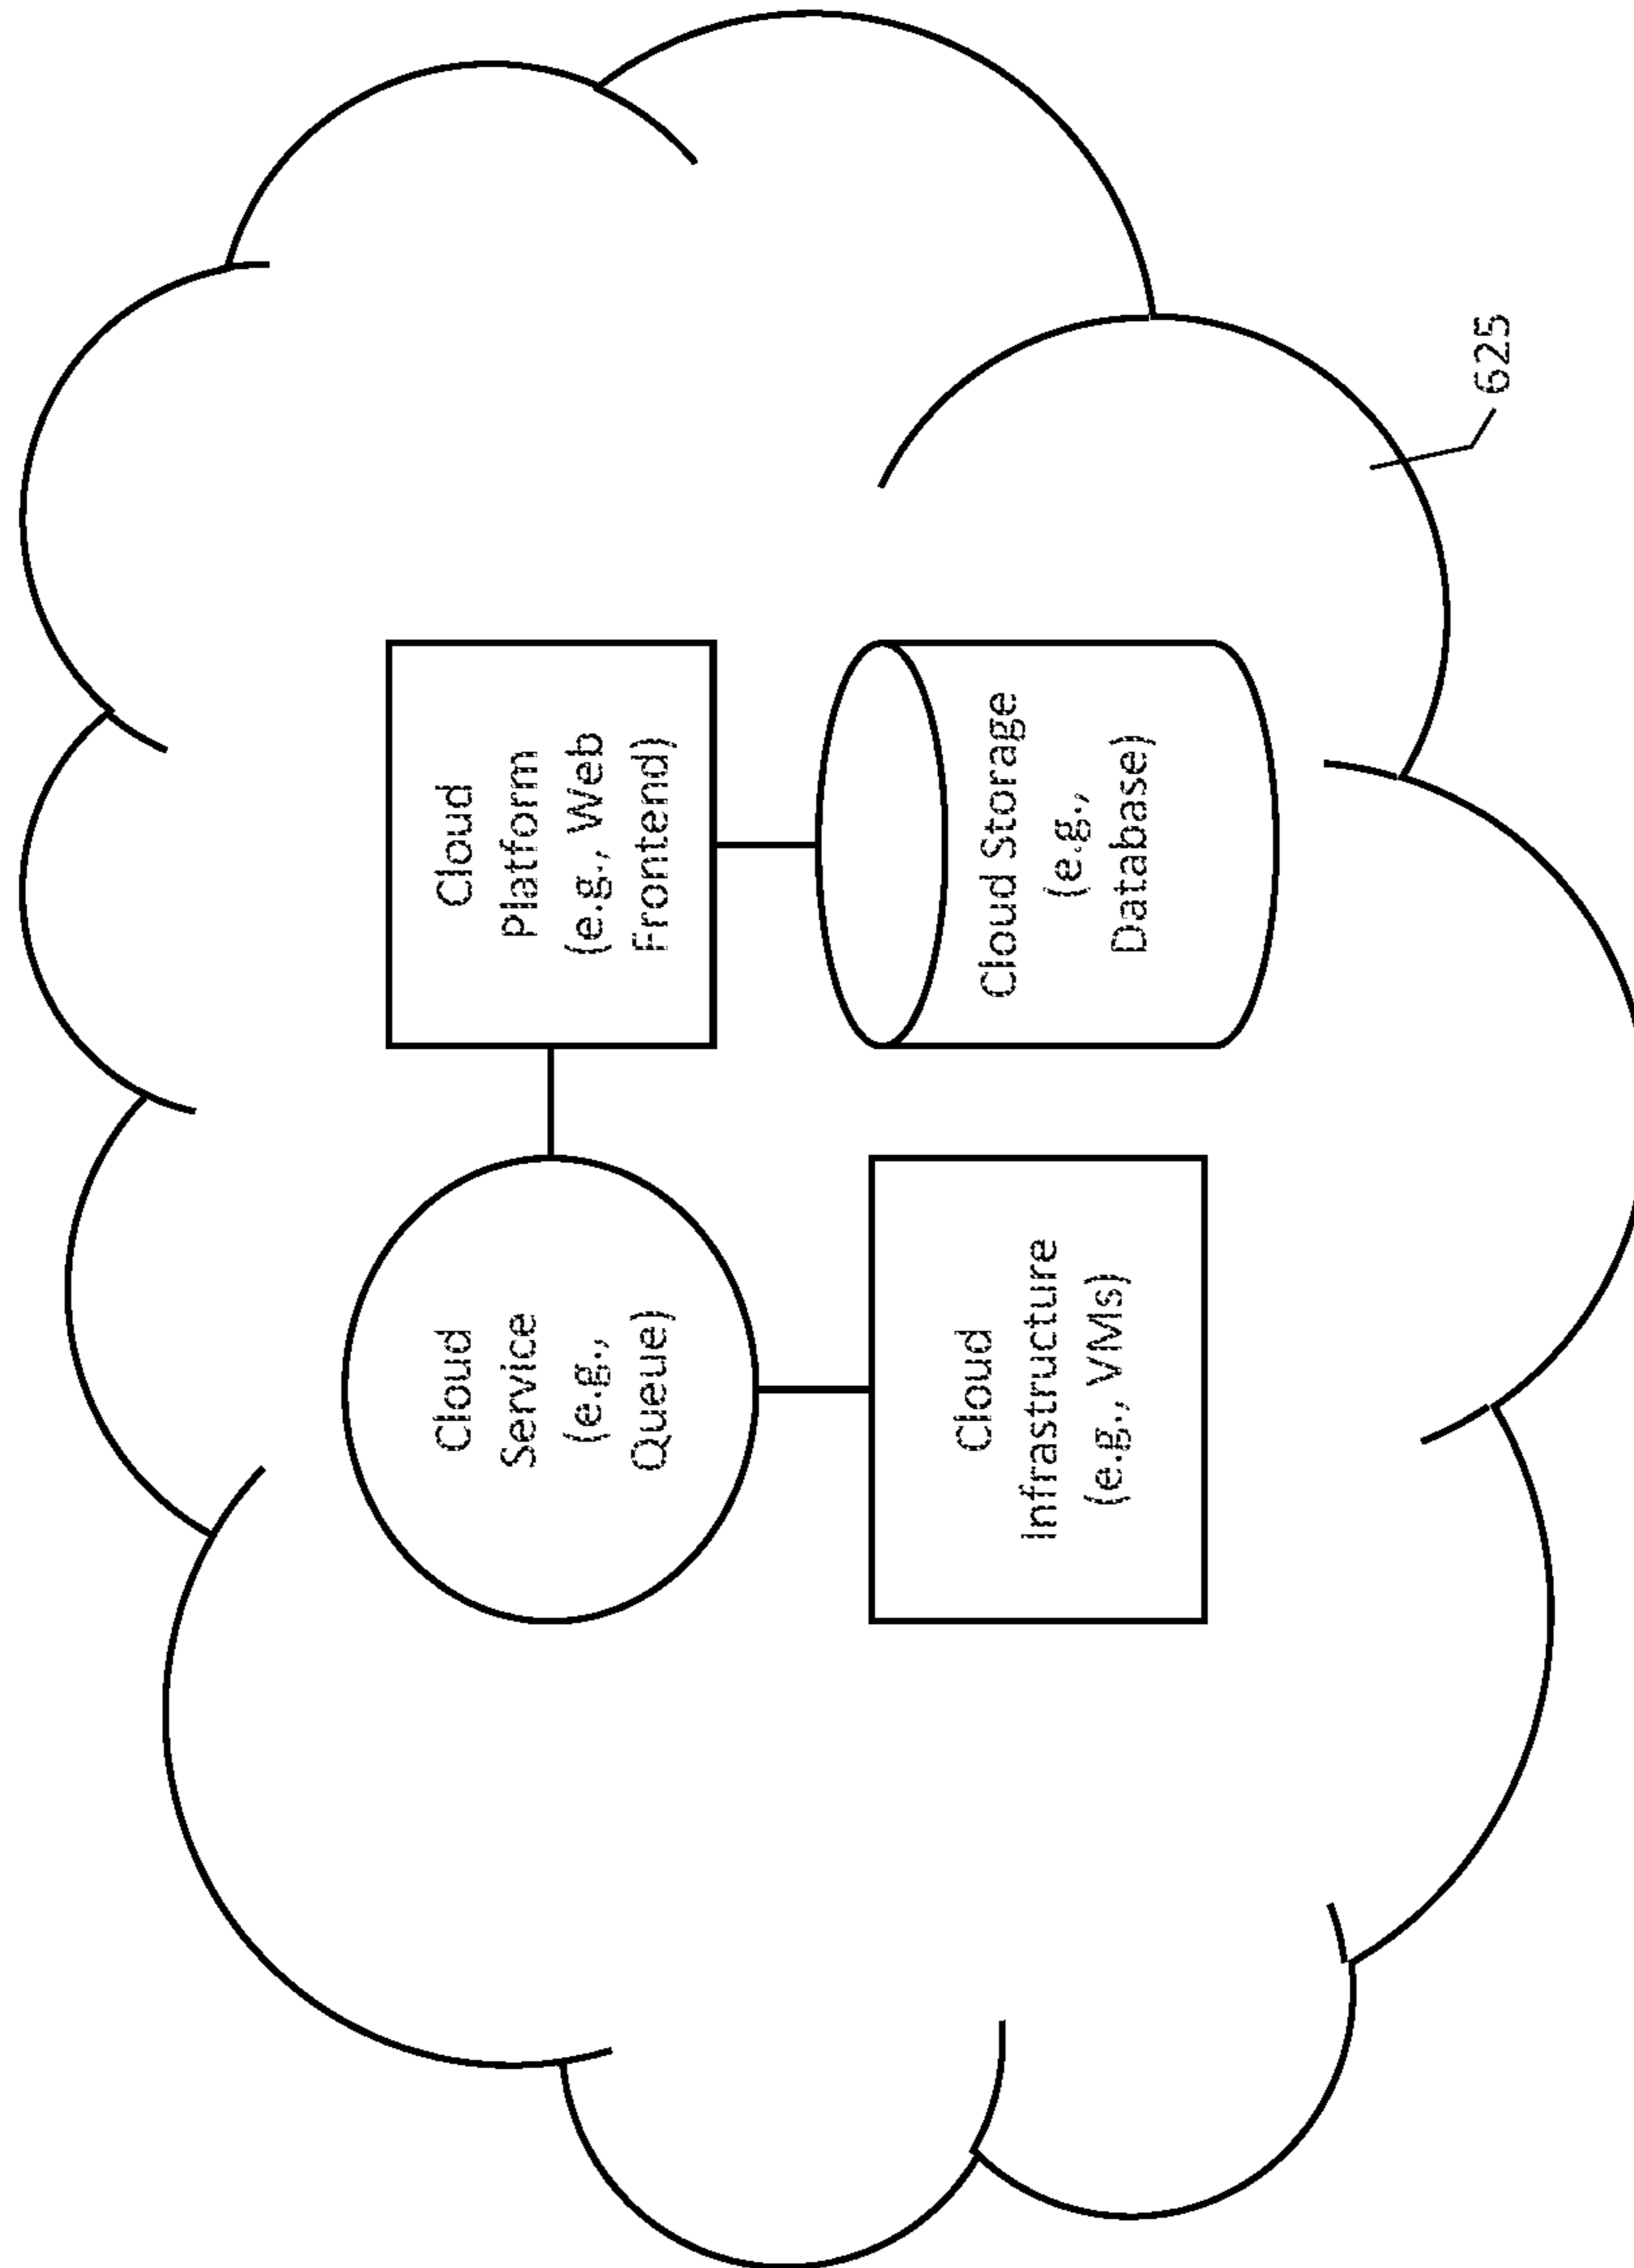 Cloud
Service
(e.g.,
Queue)
Cloud
Platform
(e.g., Web
Frontend)
Cloud
Infrastructure
(e.g., VMs)
Cloud Storage
(e.g.,
Database)
625